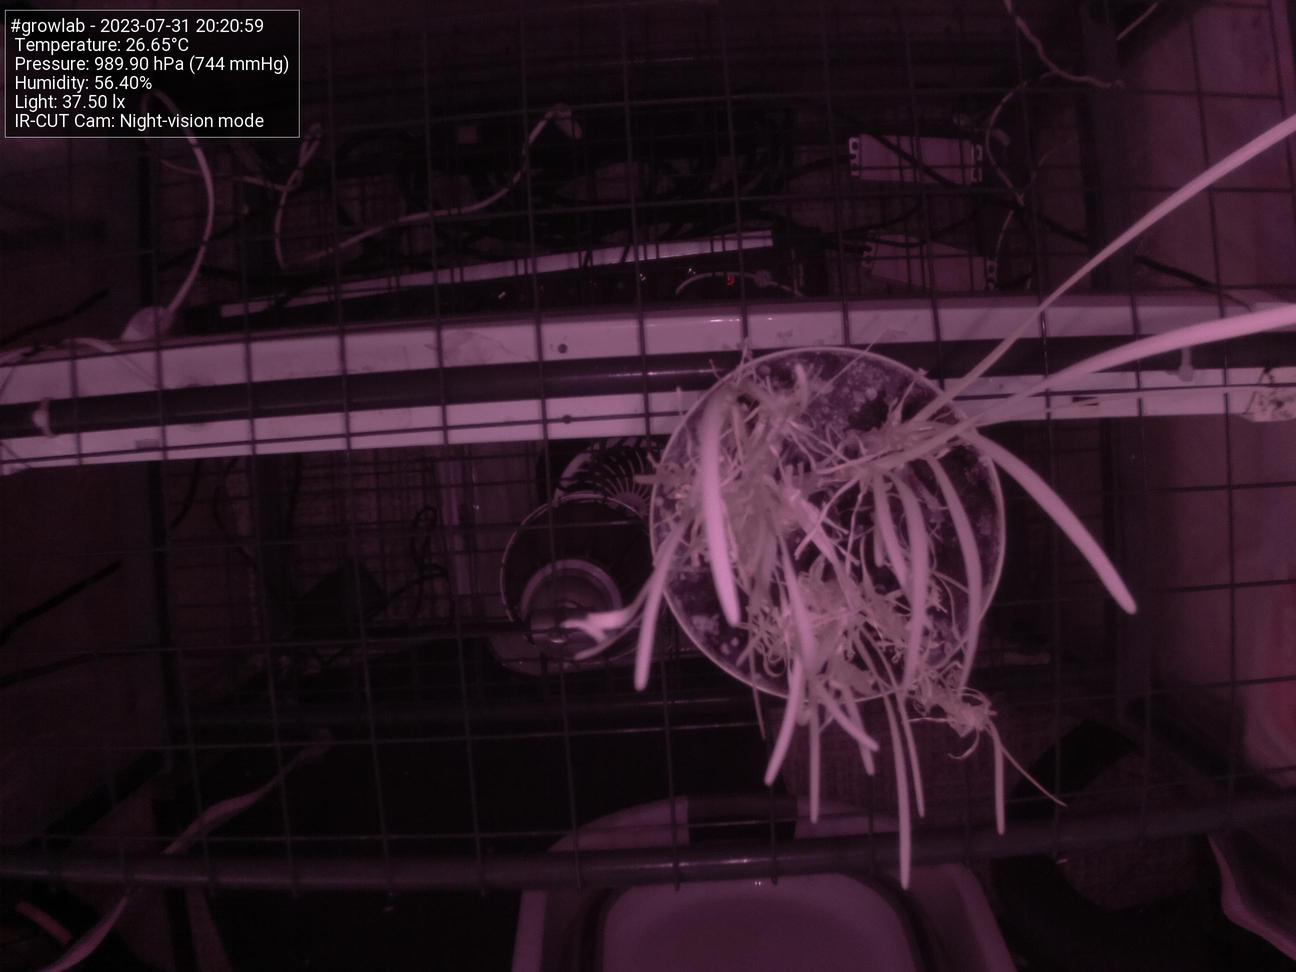 #growlab - 2023-07-31 20:20:59
Temperature: 26.65°C
Pressure: 989.90 hPa (744 mmHg)
Humidity: 56.40%
Light: 37.50 lx
IR-CUT Cam: Night-vision mode